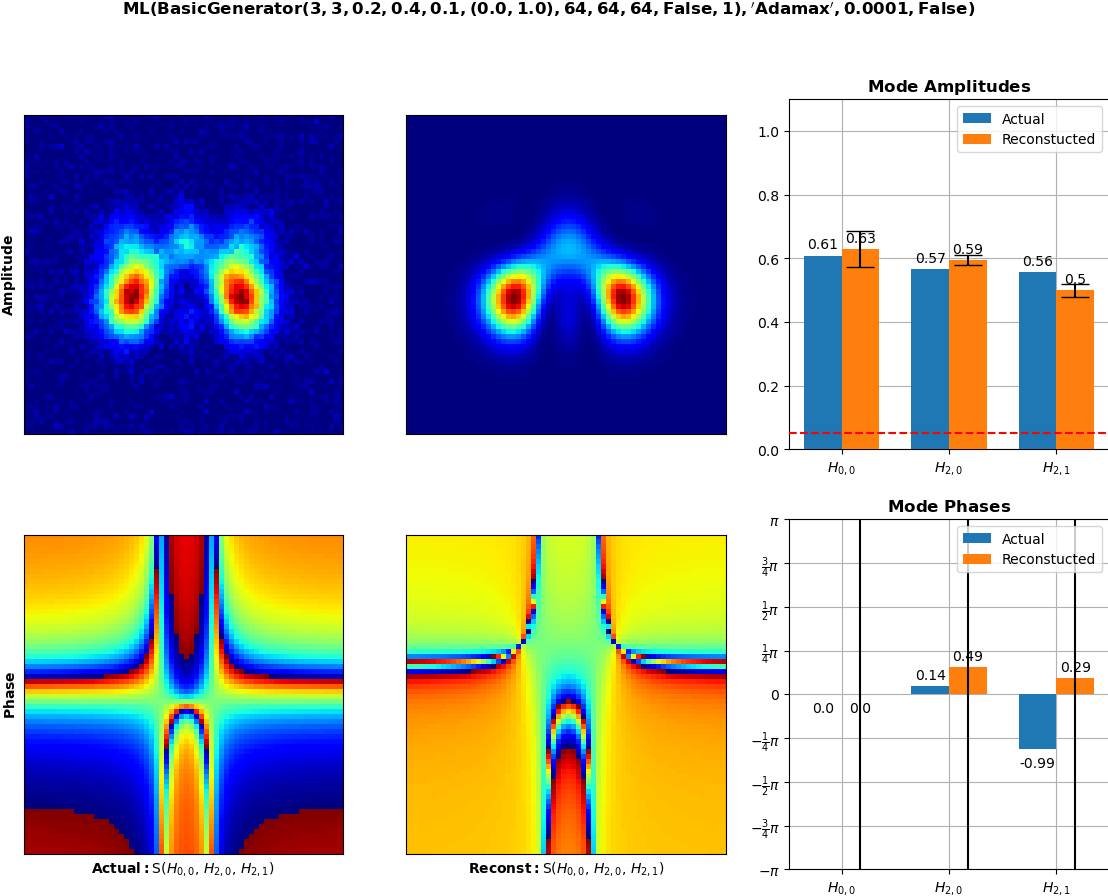 ML(BasicGenerator(3, 3, 0.2, 0.4, 0.1, (0.0, 1.0), 64, 64, 64, False, 1), ′Adamax′, 0.0001, False)
Amplitude
Mode Amplitudes
Actual
Reconstucted
1.0
0.8
0.6
0.4
0.2
0.0
0.61
0.63
0.57
0.59
0.56
0.5
H0,0
H2,0
H2,1
Phase
Actual: S(H0,0, H2,0, H2,1)
Reconst: S(H0,0, H2,0, H2,1)
Mode Phases
Actual
Reconstucted
π
3/4π
1/2π
1/4π
0
−1/4π
−1/2π
−3/4π
−π
0.0
0.0
0.14
0.49
-0.99
0.29
H0,0
H2,0
H2,1